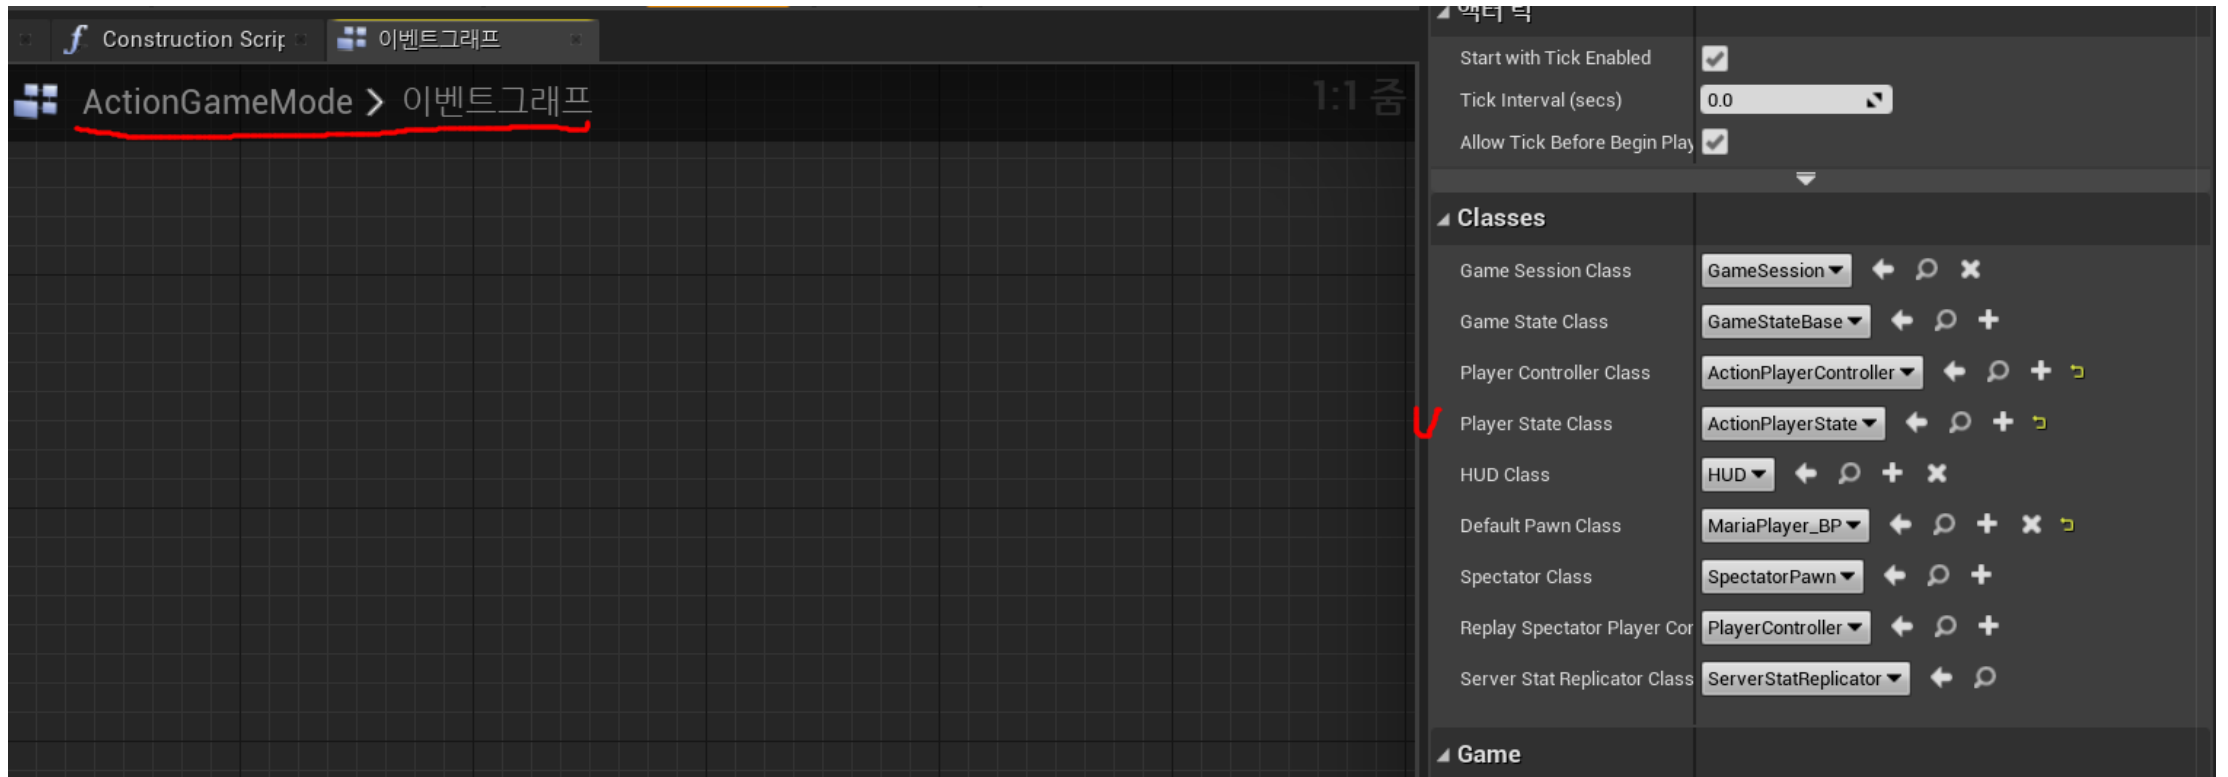 Construction Scrip
이벤트그래프
ActionGameMode > 이벤트그래프
1:1 줌
액터 틱
Start with Tick Enabled
Tick Interval (secs) 0.0
Allow Tick Before Begin Play
Classes
Game Session Class GameSession
Game State Class GameStateBase
Player Controller Class ActionPlayerController
Player State Class ActionPlayerState
HUD Class HUD
Default Pawn Class MariaPlayer_BP
Spectator Class SpectatorPawn
Replay Spectator Player Cor PlayerController
Server Stat Replicator Class ServerStatReplicator
Game